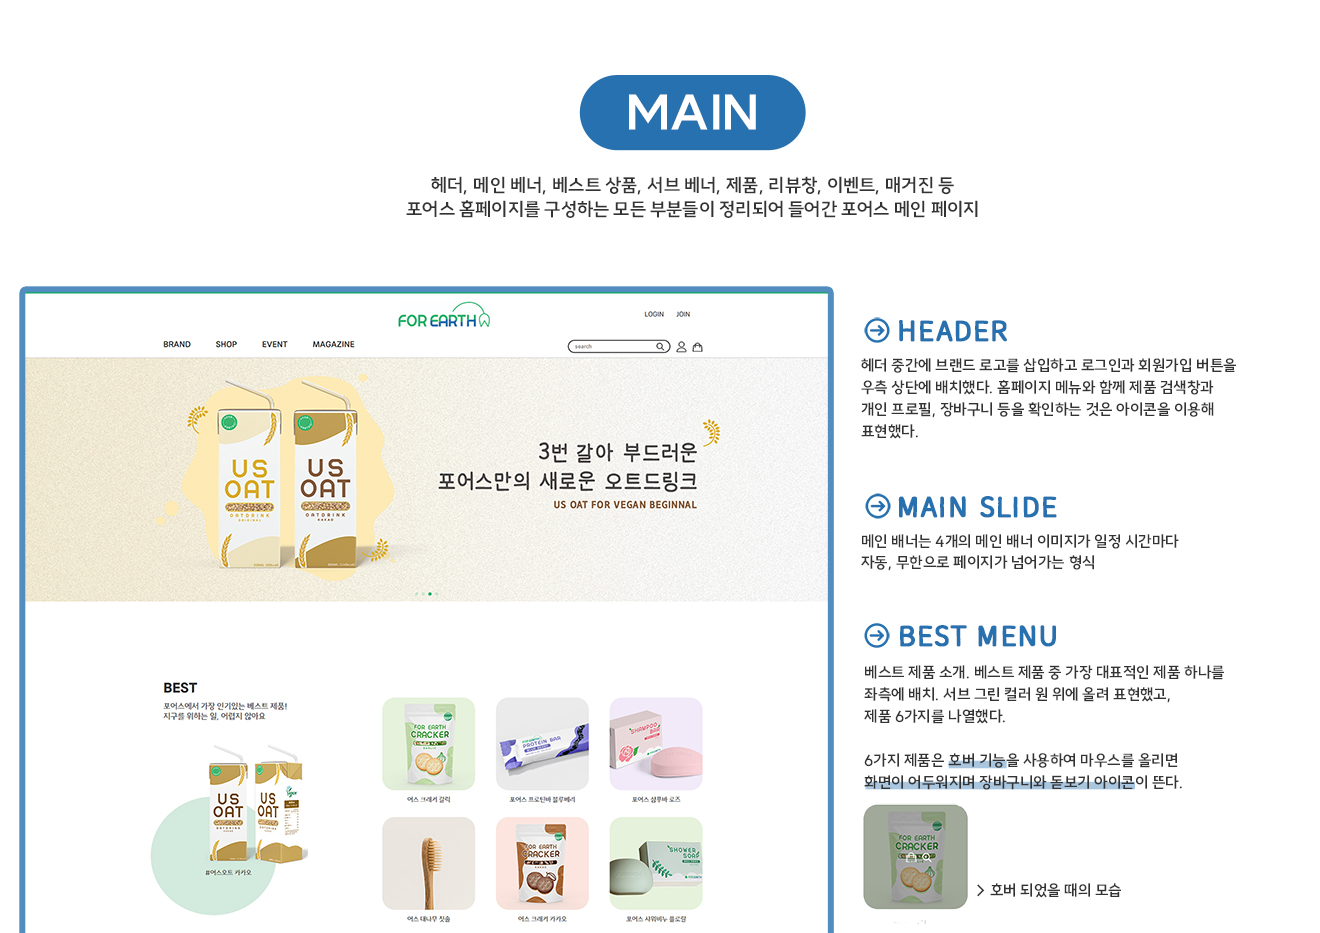 MAIN
헤더, 메인 베너, 베스트 상품, 서브 베너, 제품, 리뷰창, 이벤트, 매거진 등
포어스 홈페이지를 구성하는 모든 부분들이 정리되어 들어간 포어스 메인 페이지
FOR EARTH
LOGIN JOIN
BRAND SHOP EVENT MAGAZINE
search
US OAT
OATDRINK
ORIGINAL
US OAT
OATDRINK
KAKAO
3번 갈아 부드러운
포어스만의 새로운 오트드링크
US OAT FOR VEGAN BEGINNAL
BEST
포어스에서 가장 인기있는 베스트 제품!
지구를 위하는 일, 어렵지 않아요
US OAT
OATDRINK
US OAT
어스오트 카카오
FOR EARTH
CRACKER
PROTEIN BAR
SHAMPOO BAR
어스 크래커 갈릭
포어스 프로틴바 블루베리
포어스 샴푸바 로즈
FOR EARTH
CRACKER
SHOWER SOAP
어스 대나무 칫솔
어스 크래커 카카오
포어스 샤워비누 플로랄
HEADER
헤더 중간에 브랜드 로고를 삽입하고 로그인과 회원가입 버튼을
우측 상단에 배치했다. 홈페이지 메뉴와 함께 제품 검색창과
개인 프로필, 장바구니 등을 확인하는 것은 아이콘을 이용해
표현했다.
MAIN SLIDE
메인 배너는 4개의 메인 배너 이미지가 일정 시간마다
자동, 무한으로 페이지가 넘어가는 형식
BEST MENU
베스트 제품 소개. 베스트 제품 중 가장 대표적인 제품 하나를
좌측에 배치. 서브 그린 컬러 원 위에 올려 표현했고,
제품 6가지를 나열했다.
6가지 제품은 호버 기능을 사용하여 마우스를 올리면
화면이 어두워지며 장바구니와 돋보기 아이콘이 뜬다.
FOR EARTH
CRACKER
> 호버 되었을 때의 모습